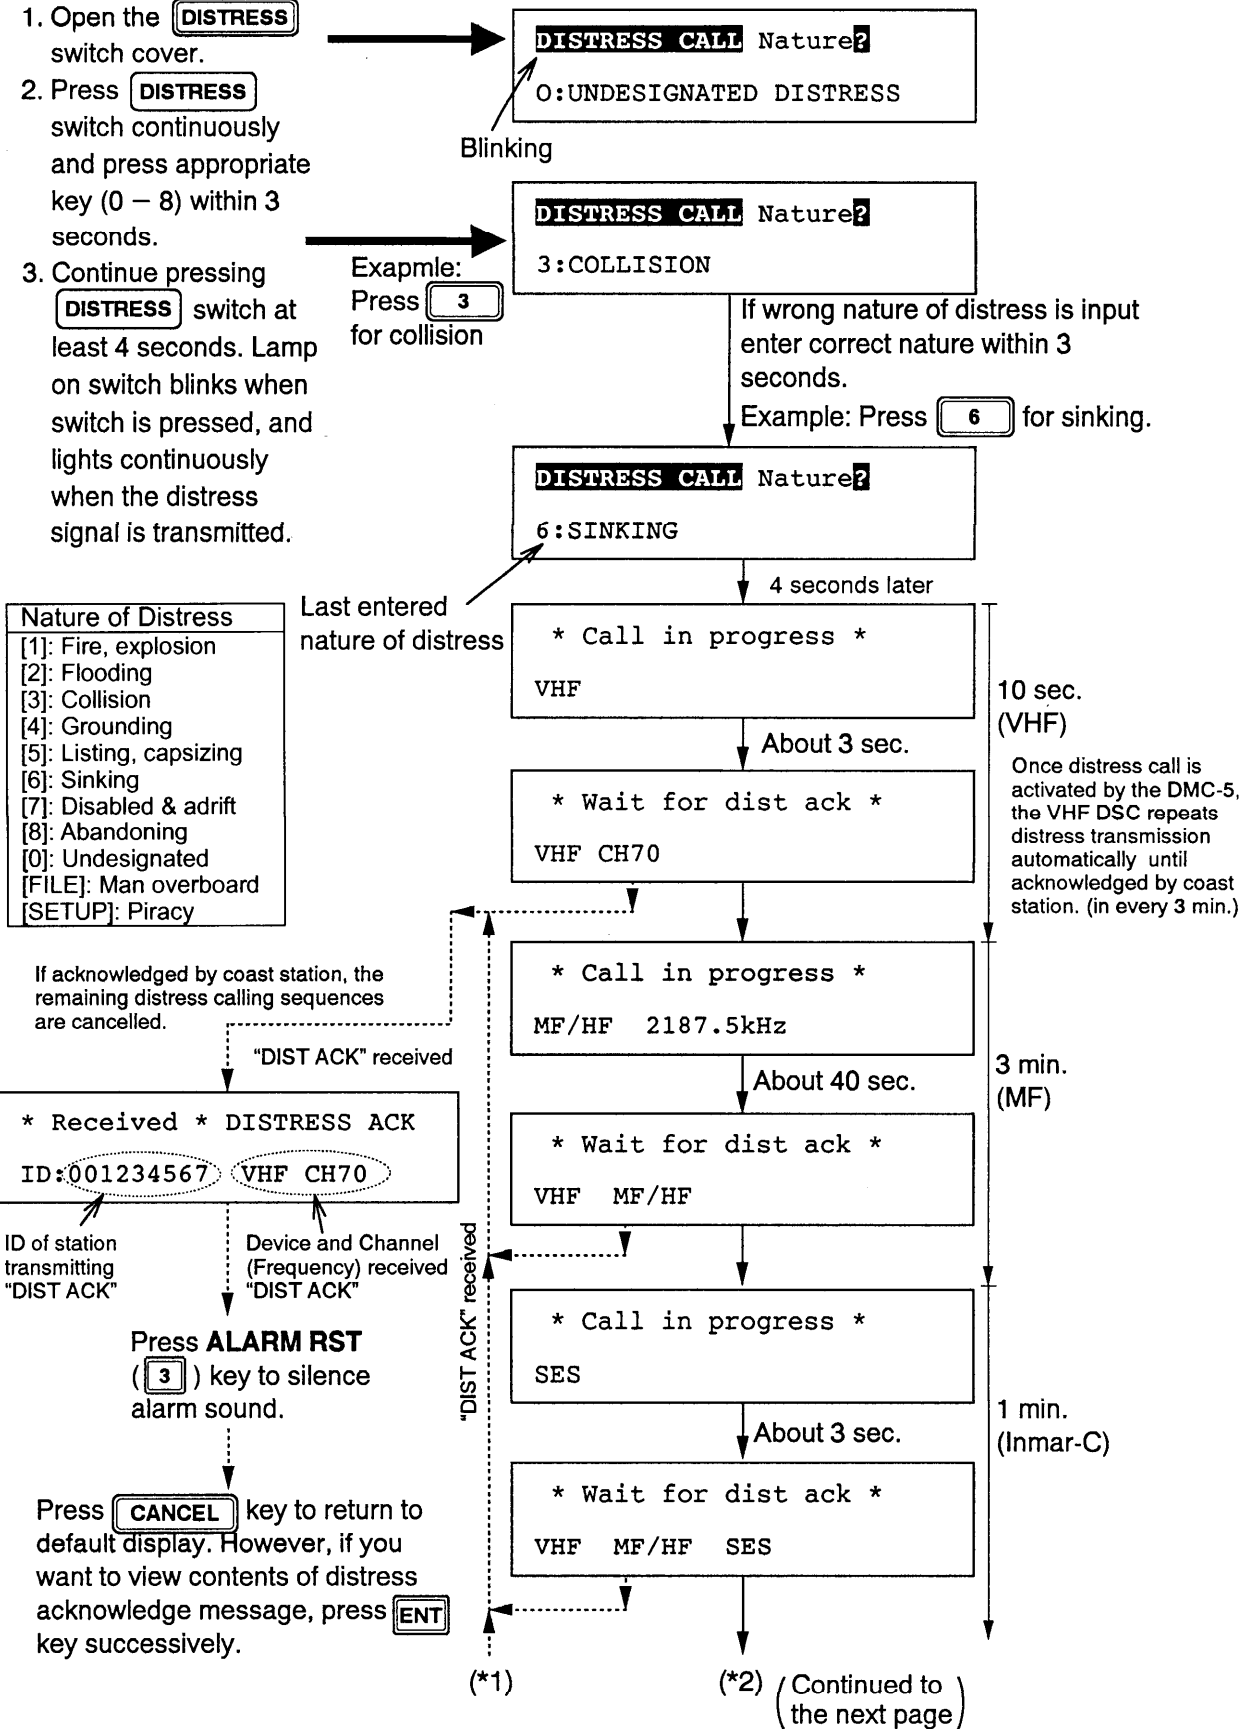 1. Open the DISTRESS
switch cover.
2. Press DISTRESS
switch continuously
and press appropriate
key (0 – 8) within 3
seconds.
3. Continue pressing
DISTRESS switch at
least 4 seconds. Lamp
on switch blinks when
switch is pressed, and
lights continuously
when the distress
signal is transmitted.
DISTRESS CALL Nature?
0:UNDESIGNATED DISTRESS
Blinking
DISTRESS CALL Nature?
3:COLLISION
Exapmle:
Press 3
for collision
If wrong nature of distress is input
enter correct nature within 3
seconds.
Example: Press 6 for sinking.
DISTRESS CALL Nature?
6:SINKING
4 seconds later
Last entered
nature of distress
Nature of Distress
[1]: Fire, explosion
[2]: Flooding
[3]: Collision
[4]: Grounding
[5]: Listing, capsizing
[6]: Sinking
[7]: Disabled & adrift
[8]: Abandoning
[0]: Undesignated
[FILE]: Man overboard
[SETUP]: Piracy
* Call in progress *
VHF
About 3 sec.
* Wait for dist ack *
VHF CH70
10 sec.
(VHF)
Once distress call is
activated by the DMC-5,
the VHF DSC repeats
distress transmission
automatically until
acknowledged by coast
station. (in every 3 min.)
If acknowledged by coast station, the
remaining distress calling sequences
are cancelled.
“DIST ACK” received
* Call in progress *
MF/HF 2187.5kHz
About 40 sec.
* Wait for dist ack *
VHF MF/HF
3 min.
(MF)
* Received * DISTRESS ACK
ID:001234567 VHF CH70
ID of station
transmitting
“DIST ACK”
Device and Channel
(Frequency) received
“DIST ACK”
“DIST ACK” received
Press ALARM RST
( 3 ) key to silence
alarm sound.
Press CANCEL key to return to
default display. However, if you
want to view contents of distress
acknowledge message, press ENT
key successively.
* Call in progress *
SES
About 3 sec.
* Wait for dist ack *
VHF MF/HF SES
1 min.
(Inmar-C)
(*1)
(*2) (Continued to
the next page)